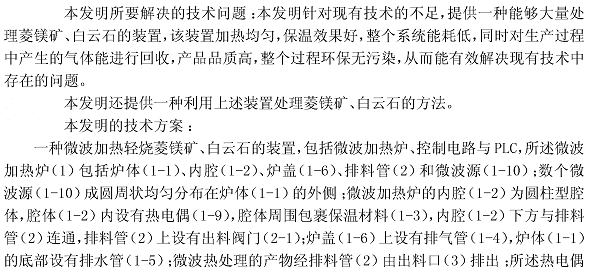 本发明所要解决的技术问题：本发明针对现有技术的不足，提供一种能够大量处
理菱镁矿、白云石的装置，该装置加热均匀，保温效果好，整个系统能耗低，同时对生产过程
中产生的气体能进行回收，产品品质高，整个过程环保无污染，从而能有效解决现有技术中
存在的问题。
本发明还提供一种利用上述装置处理菱镁矿、白云石的方法。
本发明的技术方案：
一种微波加热轻烧菱镁矿、白云石的装置，包括微波加热炉、控制电路与PLC，所述微波
加热炉(1)包括炉体(1-1)、内腔(1-2)、炉盖(1-6)、排料管(2)和微波源(1-10)；数个微
波源(1-10)成圆周状均匀分布在炉体(1-1)的外侧；微波加热炉的内腔(1-2)为圆柱型腔
体，腔体(1-2)内设有热电偶(1-9)，腔体周围包裹保温材料(1-3)，内腔(1-2)下方与排料
管(2)连通，排料管(2)上设有出料阀门(2-1)；炉盖(1-6)上设有排气管(1-4)，炉体(1-1)
的底部设有排水管(1-5)；微波热处理的产物经排料管(2)由出料口(3)排出；所述热电偶